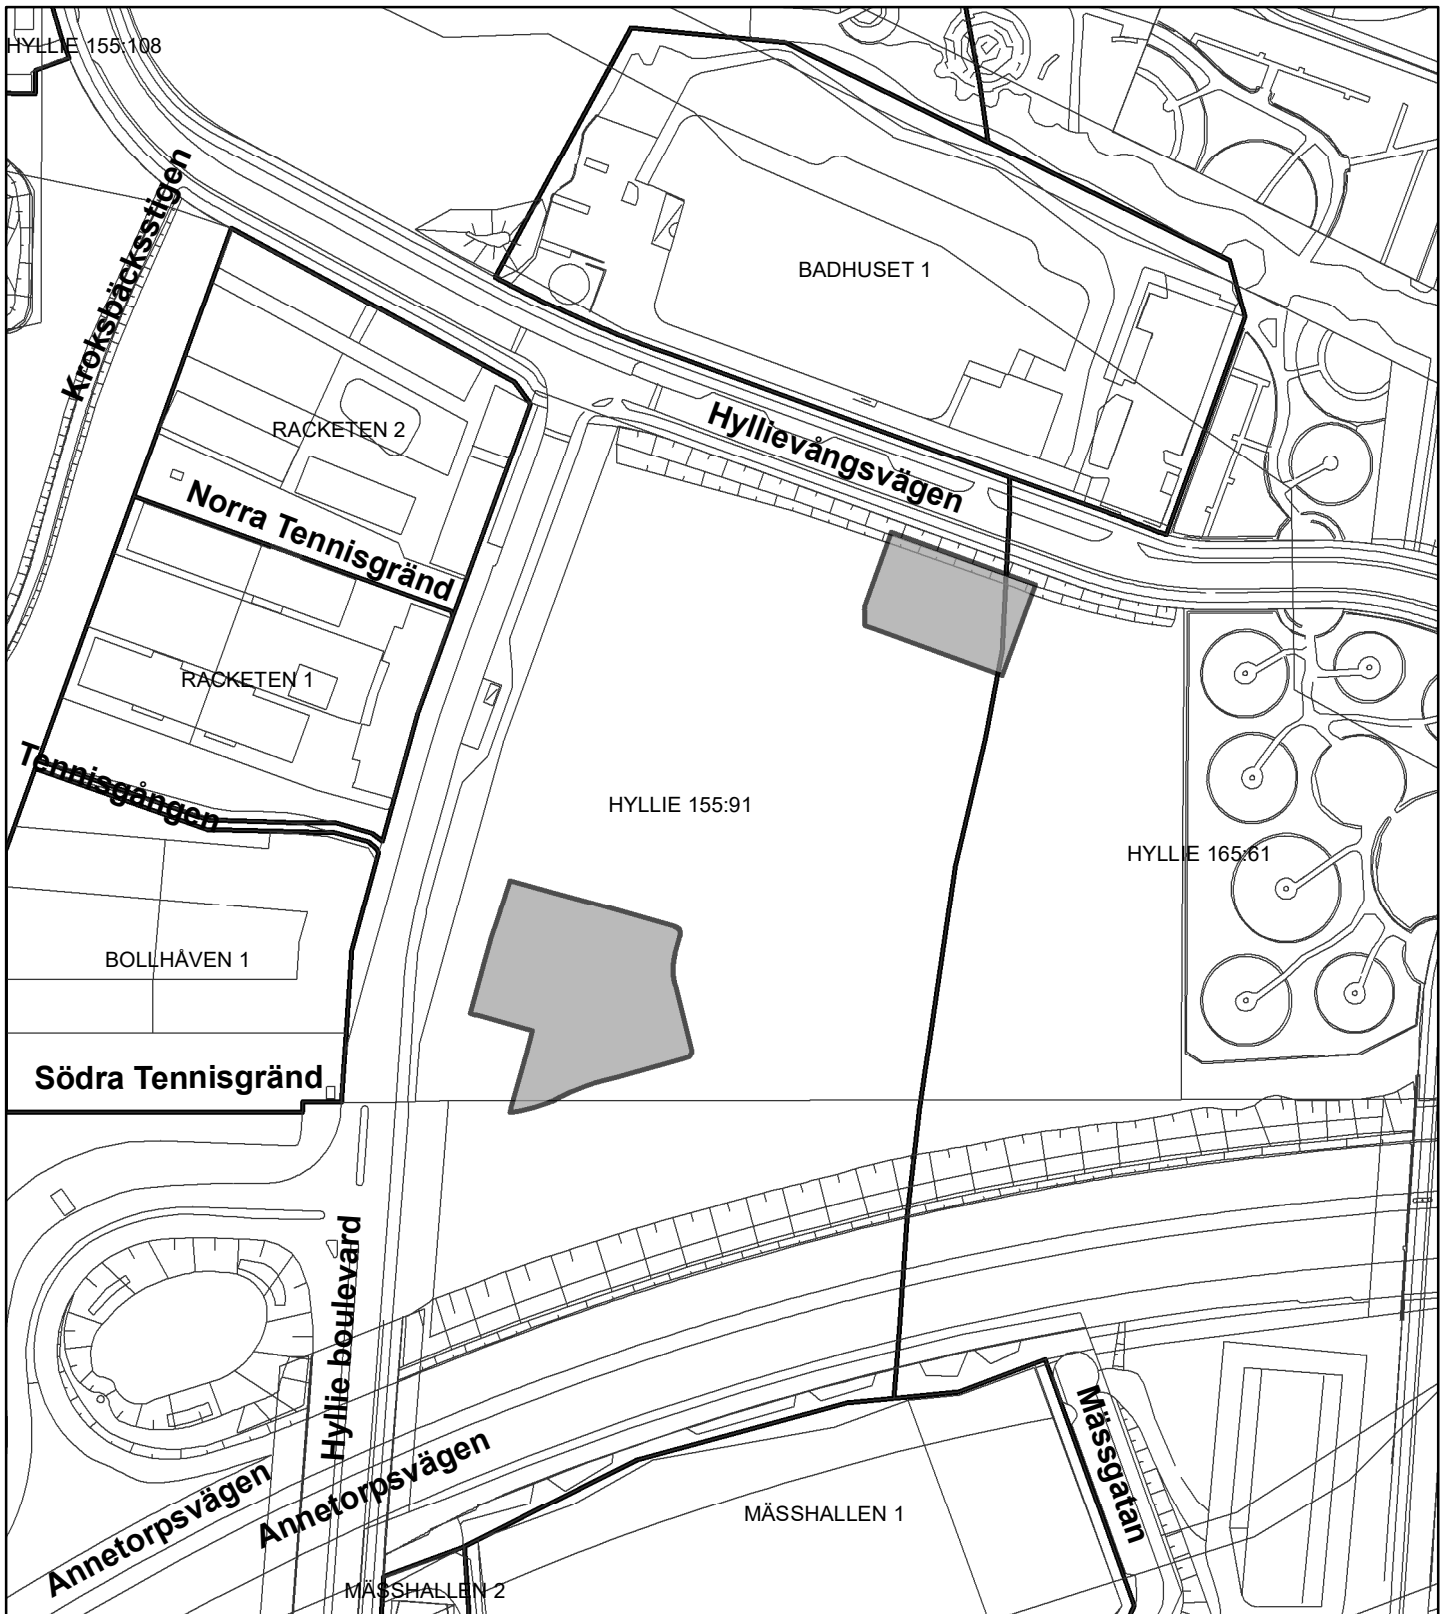 HYLLIE 155:108
Kroksbäcksstigen
BADHUSET 1
RACKETEN 2
Hyllievångsvägen
Norra Tennisgränd
RACKETEN 1
Tennisgången
HYLLIE 155:91
HYLLIE 165:61
BOLLHÅVEN 1
Södra Tennisgränd
Hyllie boulevard
Annetorpsvägen
Annetorpsvägen
Mässgatan
MÄSSHALLEN 1
MÄSSHALLEN 2